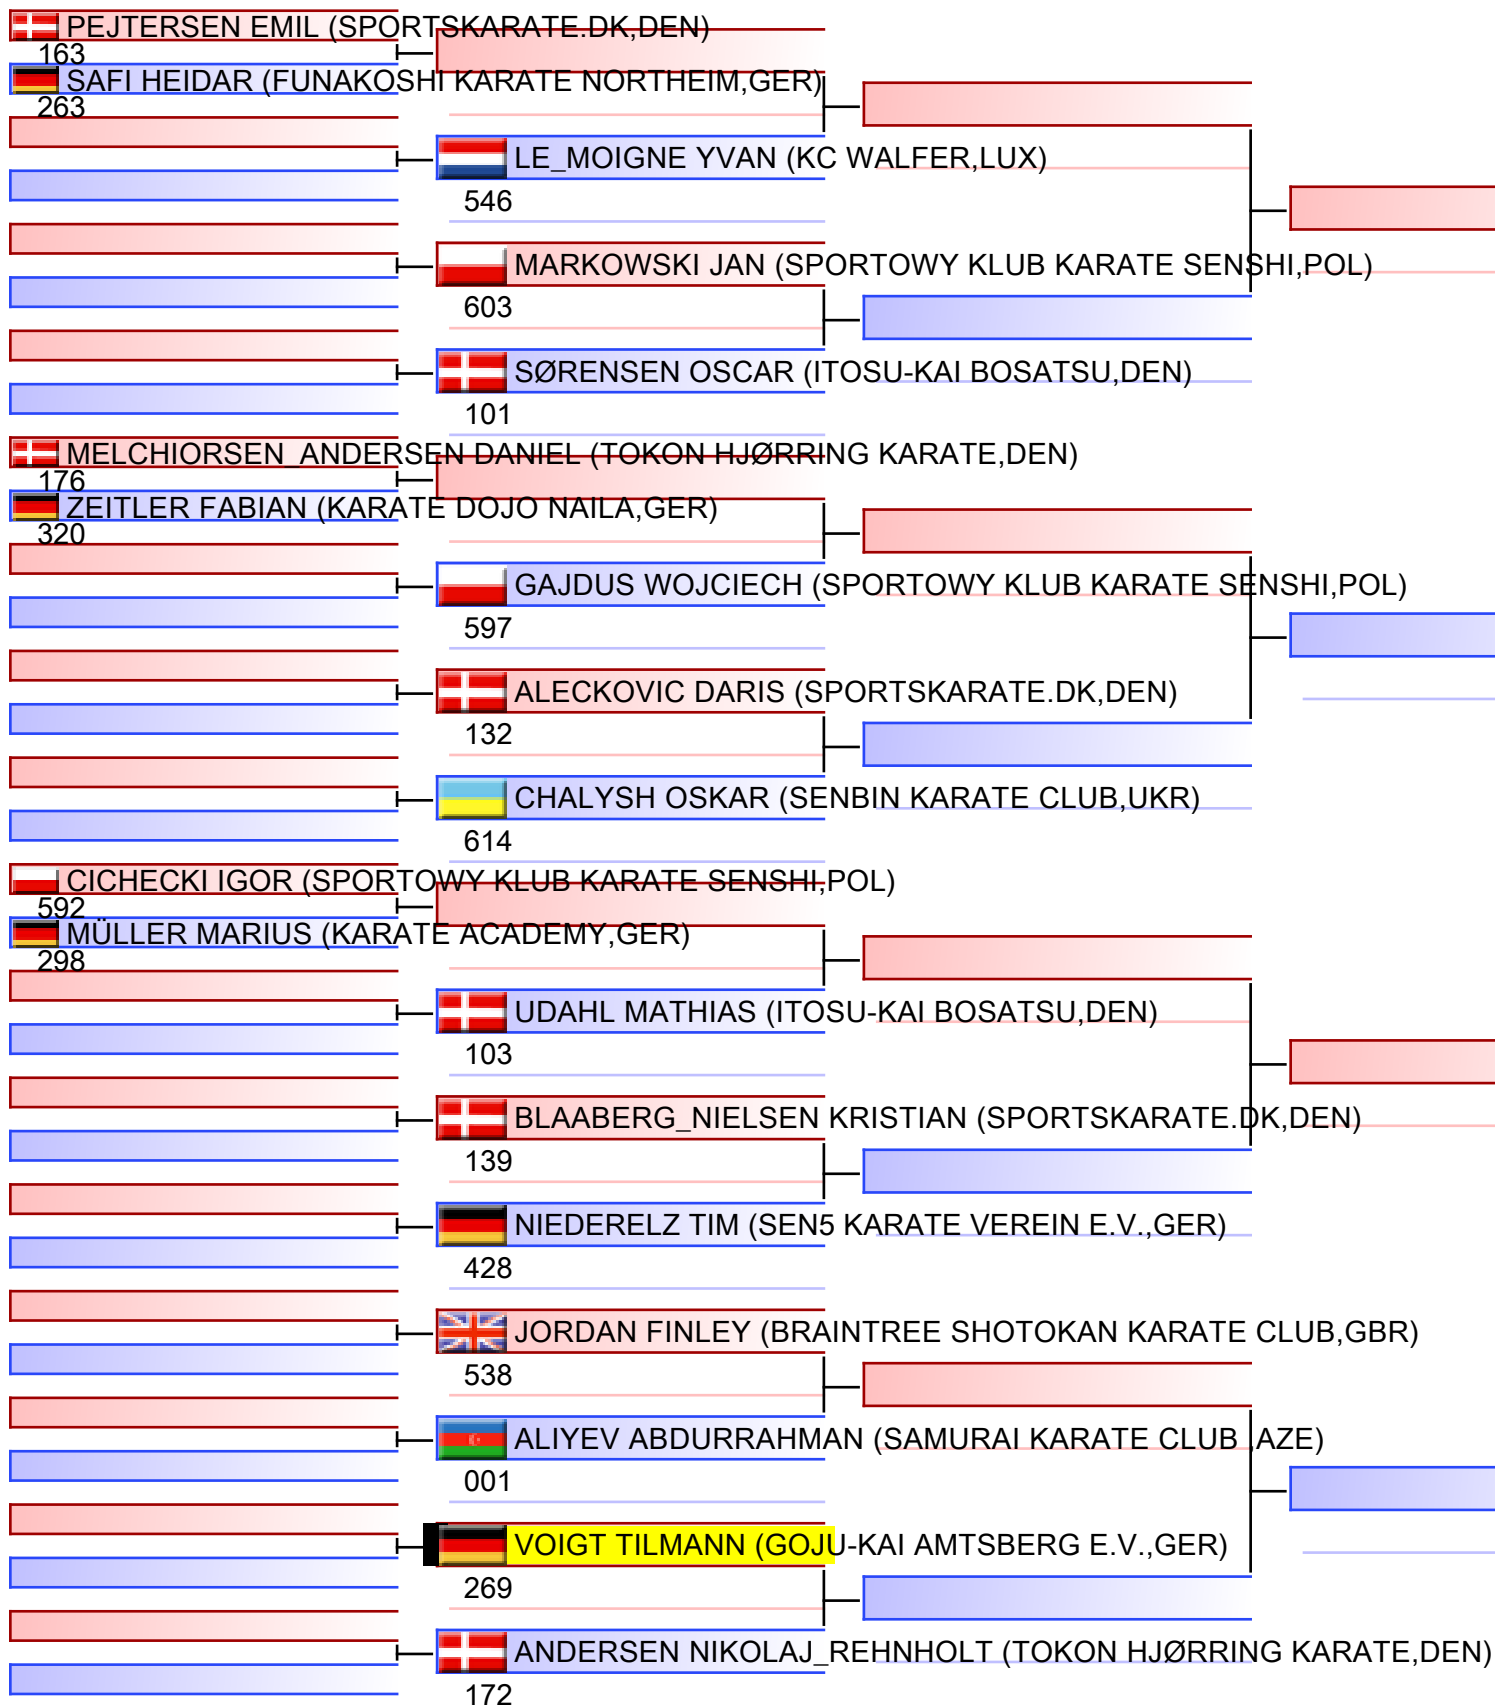 PEJTERSEN EMIL (SPORTSKARATE.DK,DEN)
163
SAFI HEIDAR (FUNAKOSHI KARATE NORTHEIM,GER)
263
LE_MOIGNE YVAN (KC WALFER,LUX)
546
MARKOWSKI JAN (SPORTOWY KLUB KARATE SENSHI,POL)
603
SØRENSEN OSCAR (ITOSU-KAI BOSATSU,DEN)
101
MELCHIORSEN_ANDERSEN DANIEL (TOKON HJØRRING KARATE,DEN)
176
ZEITLER FABIAN (KARATE DOJO NAILA,GER)
320
GAJDUS WOJCIECH (SPORTOWY KLUB KARATE SENSHI,POL)
597
ALECKOVIC DARIS (SPORTSKARATE.DK,DEN)
132
CHALYSH OSKAR (SENBIN KARATE CLUB,UKR)
614
CICHECKI IGOR (SPORTOWY KLUB KARATE SENSHI,POL)
592
MÜLLER MARIUS (KARATE ACADEMY,GER)
298
UDAHL MATHIAS (ITOSU-KAI BOSATSU,DEN)
103
BLAABERG_NIELSEN KRISTIAN (SPORTSKARATE.DK,DEN)
139
NIEDERELZ TIM (SEN5 KARATE VEREIN E.V.,GER)
428
JORDAN FINLEY (BRAINTREE SHOTOKAN KARATE CLUB,GBR)
538
ALIYEV ABDURRAHMAN (SAMURAI KARATE CLUB ,AZE)
001
VOIGT TILMANN (GOJU-KAI AMTSBERG E.V.,GER)
269
ANDERSEN NIKOLAJ_REHNHOLT (TOKON HJØRRING KARATE,DEN)
172